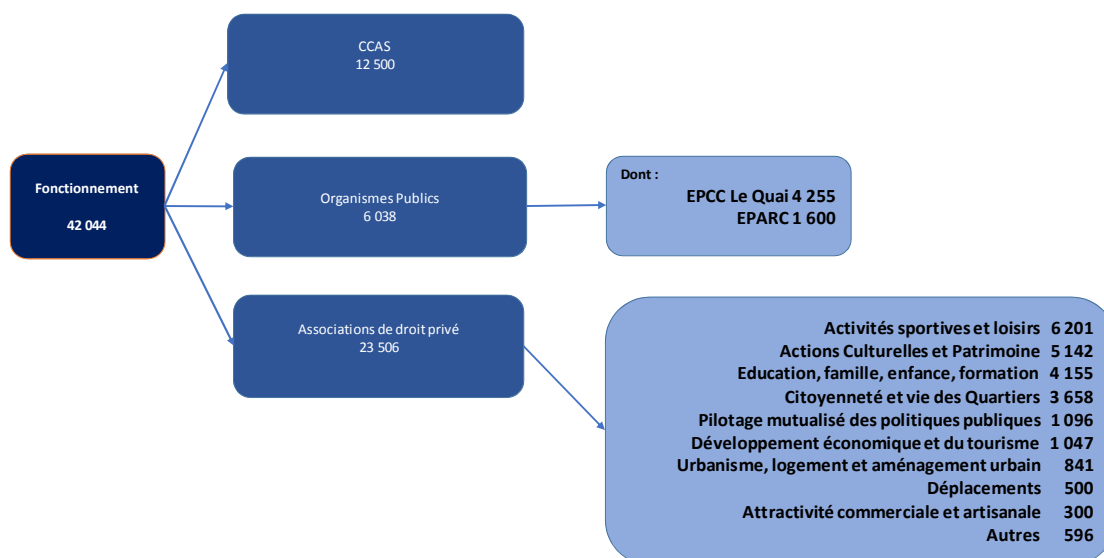 CCAS
12 500
Fonctionnement
42 044
Organismes Publics
6 038
Dont :
EPCC Le Quai 4 255
EPARC 1 600
Associations de droit privé
23 506
Activités sportives et loisirs 6 201
Actions Culturelles et Patrimoine 5 142
Education, famille, enfance, formation 4 155
Citoyenneté et vie des Quartiers 3 658
Pilotage mutualisé des politiques publiques 1 096
Développement économique et du tourisme 1 047
Urbanisme, logement et aménagement urbain 841
Déplacements 500
Attractivité commerciale et artisanale 300
Autres 596